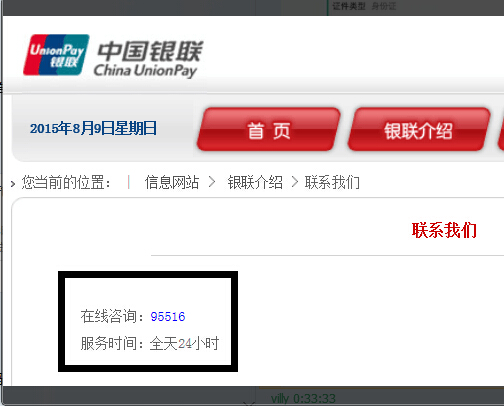 证件类型 身份证
UnionPay
银联
中国银联
China UnionPay
2015年8月9日星期日
首 页
银联介绍
您当前的位置： | 信息网站 > 银联介绍 > 联系我们
联系我们
在线咨询：95516
服务时间：全天24小时
villy 0:33:33